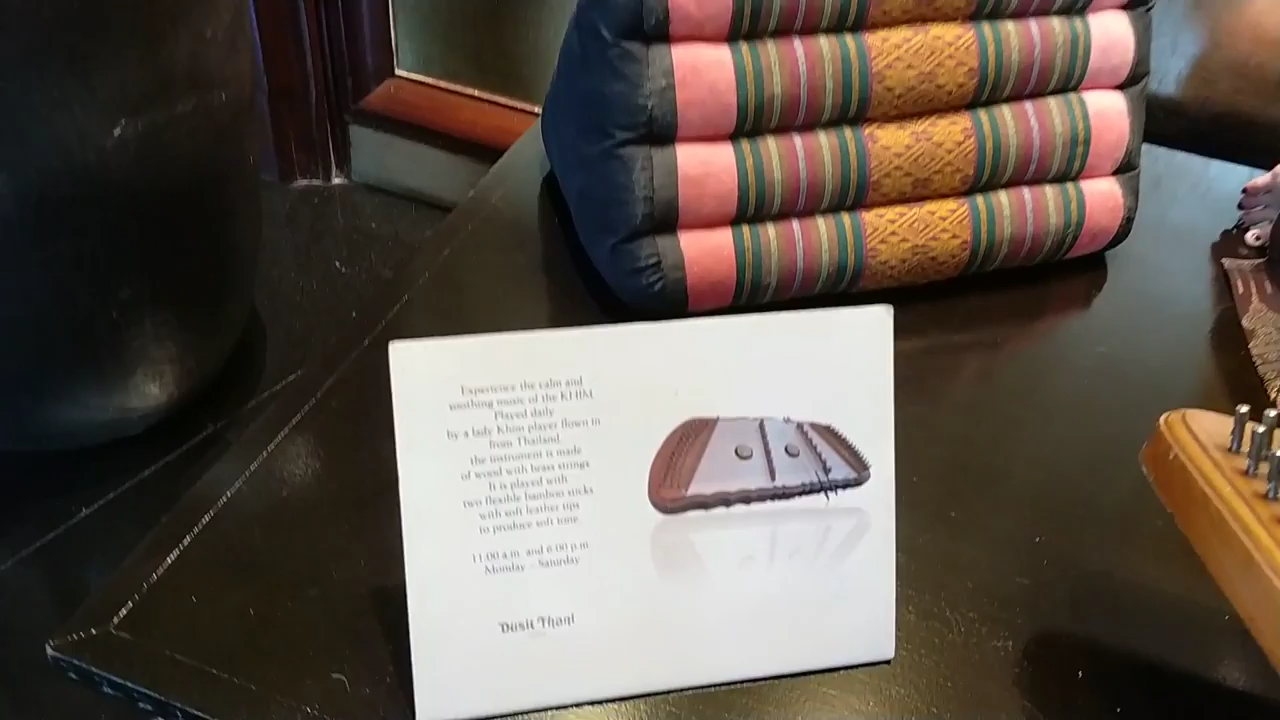 Experience the calm and
soothing music of the KHIM.
Played daily
by a lady Khim player flown in
from Thailand.
the instrument is made
of wood with brass strings
It is played with
two flexible bamboo sticks
with soft leather tips
to produce soft tone.
11:00 a.m. and 6:00 p.m
Monday - Saturday
Dusit Thani